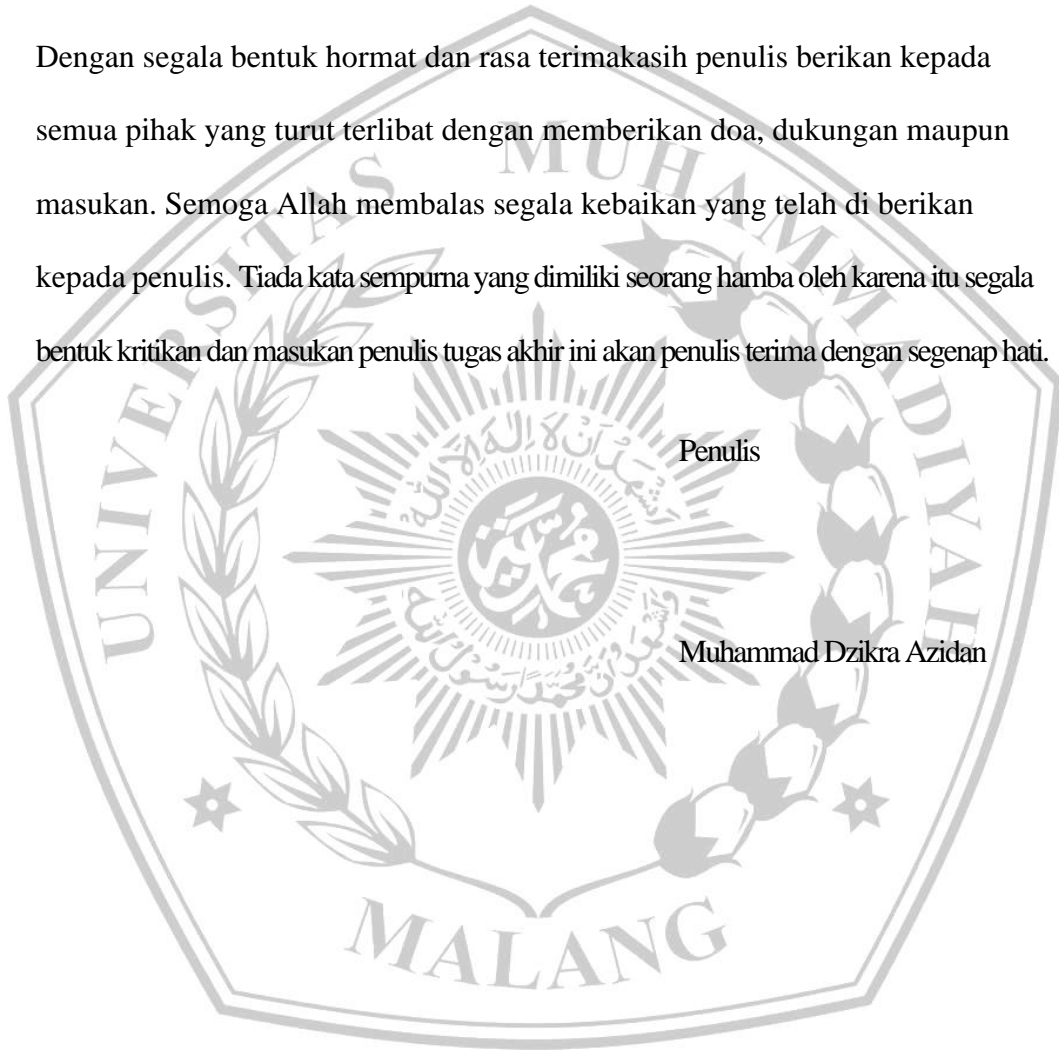 Dengan segala bentuk hormat dan rasa terimakasih penulis berikan kepada
semua pihak yang turut terlibat dengan memberikan doa, dukungan maupun
masukan. Semoga Allah membalas segala kebaikan yang telah di berikan
kepada penulis. Tiada kata sempurna yang dimiliki seorang hamba oleh karena itu segala
bentuk kritikan dan masukan penulis tugas akhir ini akan penulis terima dengan segenap hati.
Penulis
Muhammad Dzikra Azidan
UNIVERSITAS MUHAMMADIYAH
MALANG